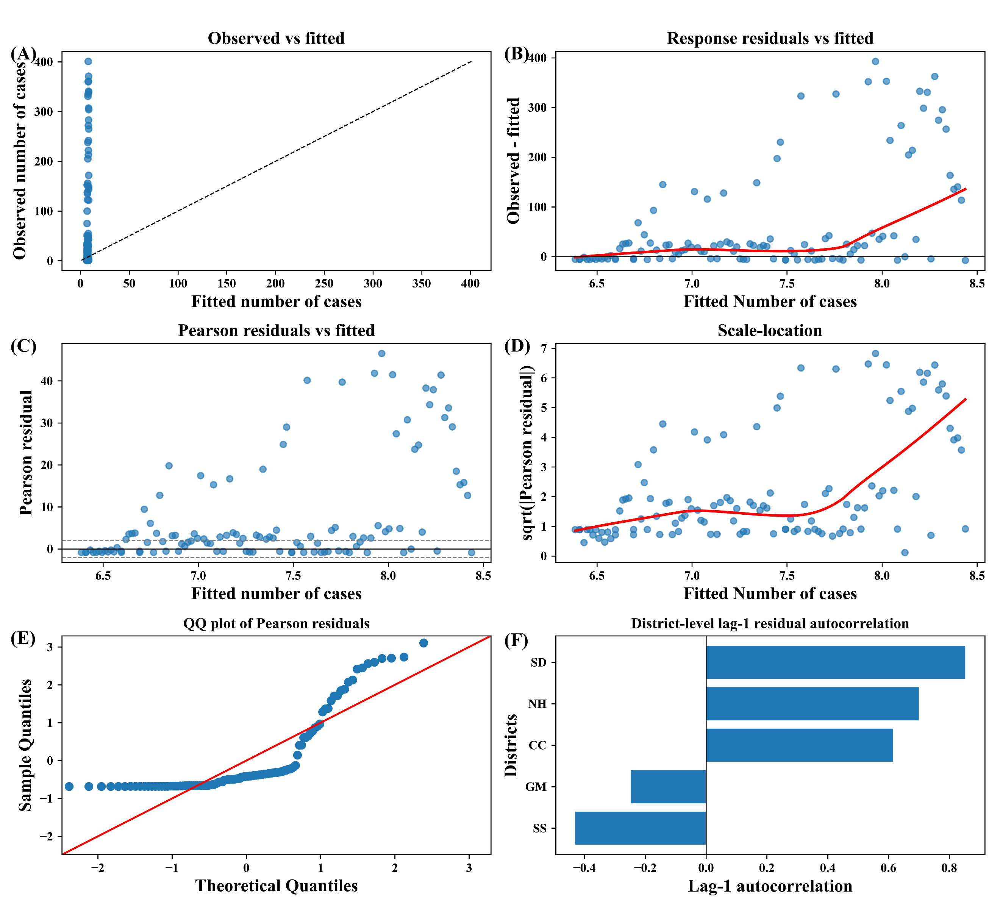 Observed vs fitted
(A)
Observed number of cases
400
300
200
100
0
0 50 100 150 200 250 300 350 400
Fitted number of cases
Response residuals vs fitted
(B)
Observed - fitted
400
300
200
100
0
6.5 7.0 7.5 8.0 8.5
Fitted Number of cases
Pearson residuals vs fitted
(C)
Pearson residual
40
30
20
10
0
6.5 7.0 7.5 8.0 8.5
Fitted number of cases
Scale-location
(D)
sqrt(|Pearson residual|)
7
6
5
4
3
2
1
0
6.5 7.0 7.5 8.0 8.5
Fitted Number of cases
QQ plot of Pearson residuals
(E)
Sample Quantiles
3
2
1
0
−1
−2
−2 −1 0 1 2 3
Theoretical Quantiles
District-level lag-1 residual autocorrelation
(F)
Districts
SD
NH
CC
GM
SS
−0.4 −0.2 0.0 0.2 0.4 0.6 0.8
Lag-1 autocorrelation